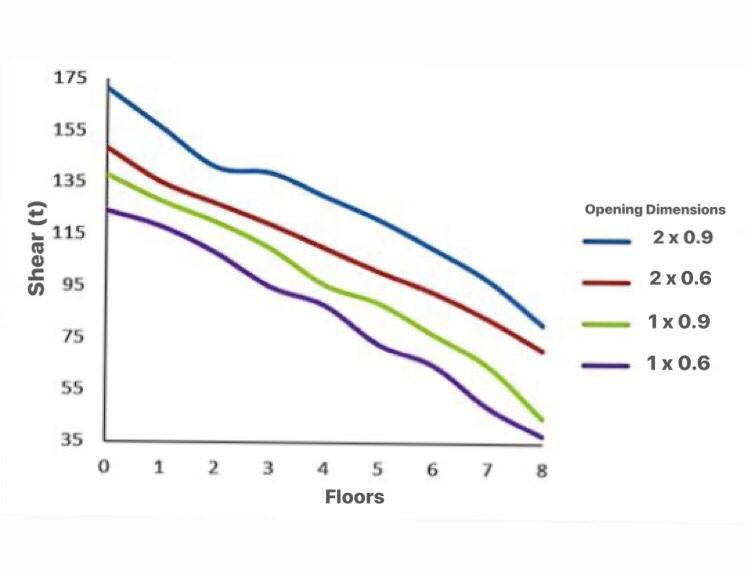 175
155
135
115
95
75
55
35
Shear (t)
0 1 2 3 4 5 6 7 8
Floors
Opening Dimensions
2 x 0.9
2 x 0.6
1 x 0.9
1 x 0.6